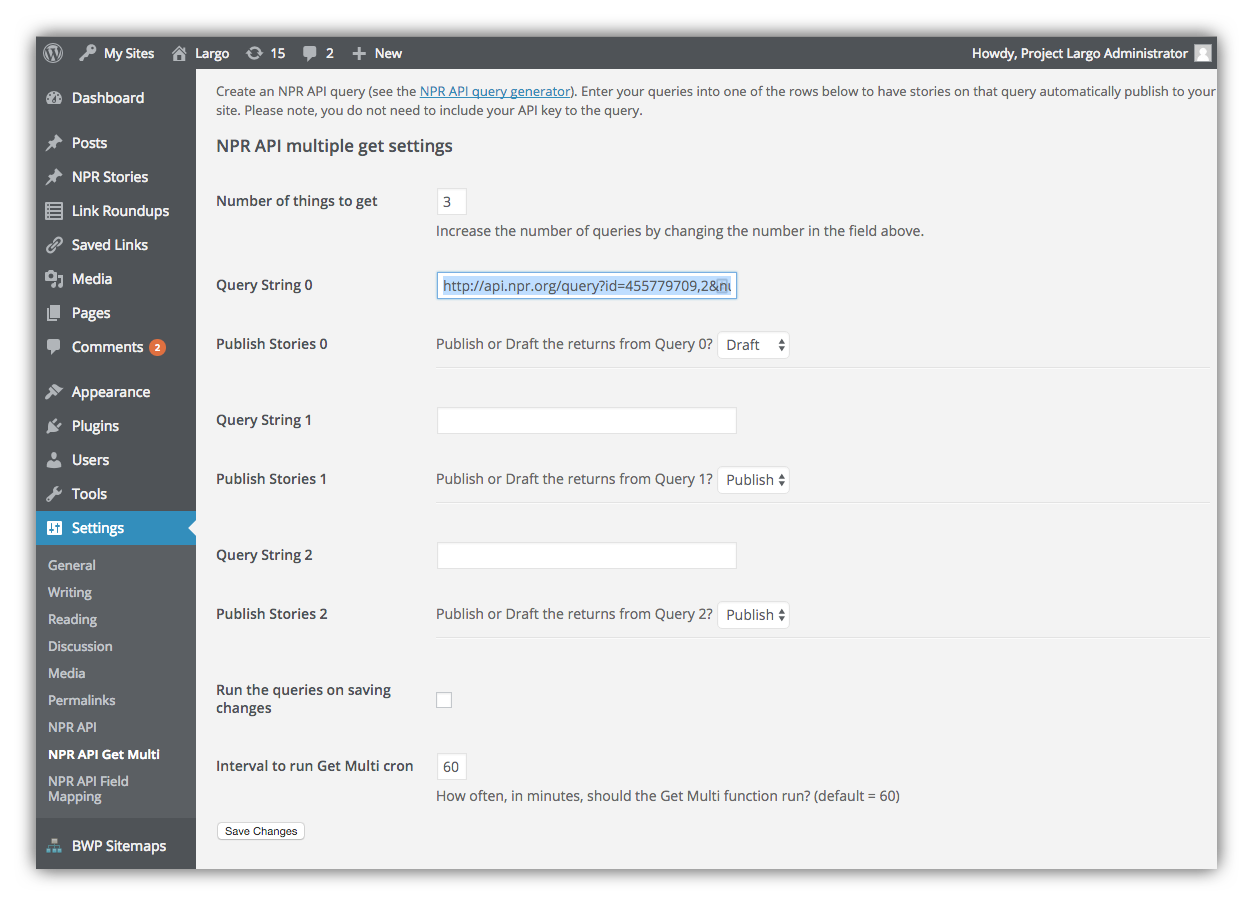 My Sites Largo 15 2 New Howdy, Project Largo Administrator
Dashboard
Posts
NPR Stories
Link Roundups
Saved Links
Media
Pages
Comments 2
Appearance
Plugins
Users
Tools
Settings
General
Writing
Reading
Discussion
Media
Permalinks
NPR API
NPR API Get Multi
NPR API Field
Mapping
BWP Sitemaps
Create an NPR API query (see the NPR API query generator). Enter your queries into one of the rows below to have stories on that query automatically publish to your
site. Please note, you do not need to include your API key to the query.
NPR API multiple get settings
Number of things to get 3
Increase the number of queries by changing the number in the field above.
Query String 0 http://api.npr.org/query?id=455779709,2&nu
Publish Stories 0 Publish or Draft the returns from Query 0? Draft
Query String 1
Publish Stories 1 Publish or Draft the returns from Query 1? Publish
Query String 2
Publish Stories 2 Publish or Draft the returns from Query 2? Publish
Run the queries on saving
changes
Interval to run Get Multi cron 60
How often, in minutes, should the Get Multi function run? (default = 60)
Save Changes